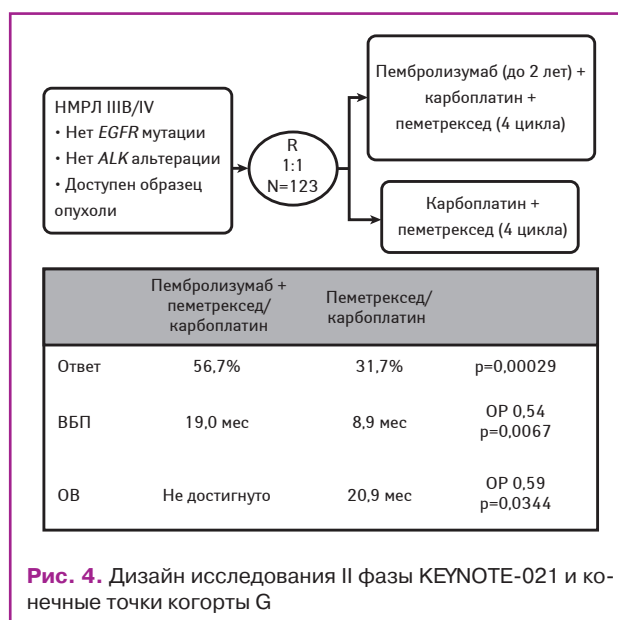 НМРЛ IIIB/IV
• Нет EGFR мутации
• Нет ALK альтерации
• Доступен образец
опухоли
R
1:1
N=123
Пембролизумаб (до 2 лет) +
карбоплатин +
пеметрексед (4 цикла)
Карбоплатин +
пеметрексед (4 цикла)
Пембролизумаб +
пеметрексед/
карбоплатин
Пеметрексед/
карбоплатин
Ответ 56,7% 31,7% p=0,00029
ВБП 19,0 мес 8,9 мес ОР 0,54
p=0,0067
ОВ Не достигнуто 20,9 мес ОР 0,59
p=0,0344
Рис. 4. Дизайн исследования II фазы KEYNOTE-021 и ко-
нечные точки когорты G